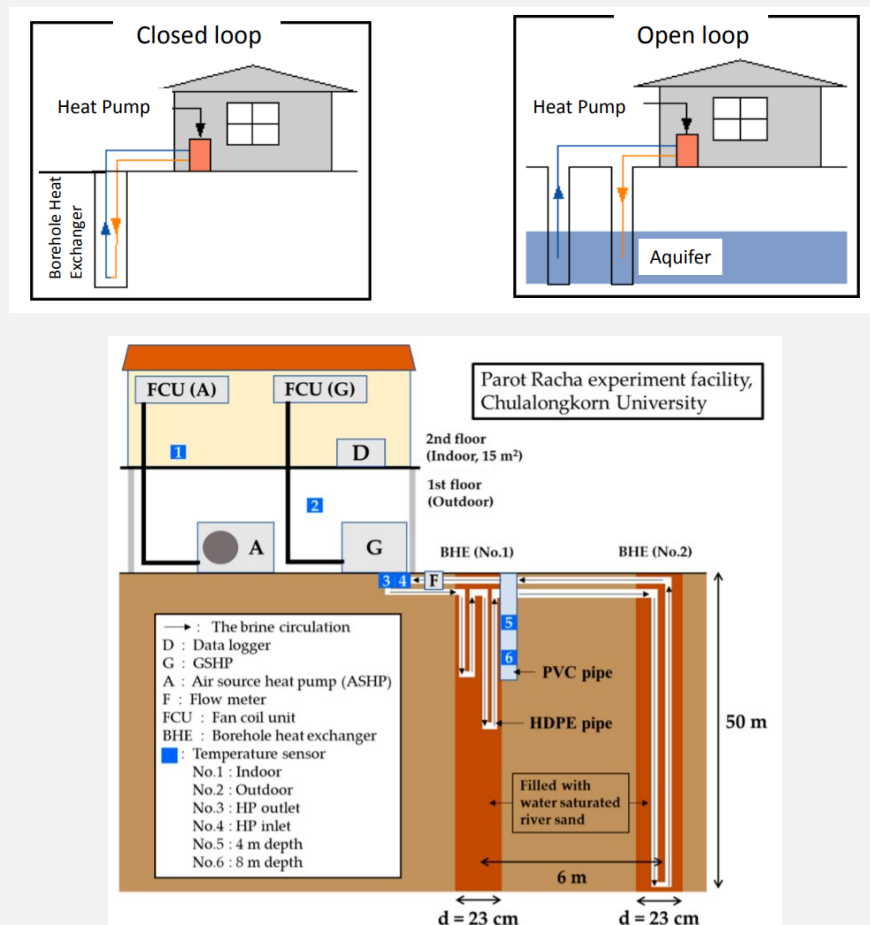 Closed loop
Heat Pump
Borehole Heat
Exchanger
Open loop
Heat Pump
Aquifer
Parot Racha experiment facility,
Chulalongkorn University
FCU (A)
FCU (G)
1
D
2nd floor
(Indoor, 15 m²)
1st floor
(Outdoor)
2
A
G
BHE (No.1)
BHE (No.2)
3 4
F
5
6
PVC pipe
HDPE pipe
50 m
Filled with
water saturated
river sand
6 m
d = 23 cm
d = 23 cm
→ : The brine circulation
D : Data logger
G : GSHP
A : Air source heat pump (ASHP)
F : Flow meter
FCU : Fan coil unit
BHE : Borehole heat exchanger
: Temperature sensor
No.1 : Indoor
No.2 : Outdoor
No.3 : HP outlet
No.4 : HP inlet
No.5 : 4 m depth
No.6 : 8 m depth